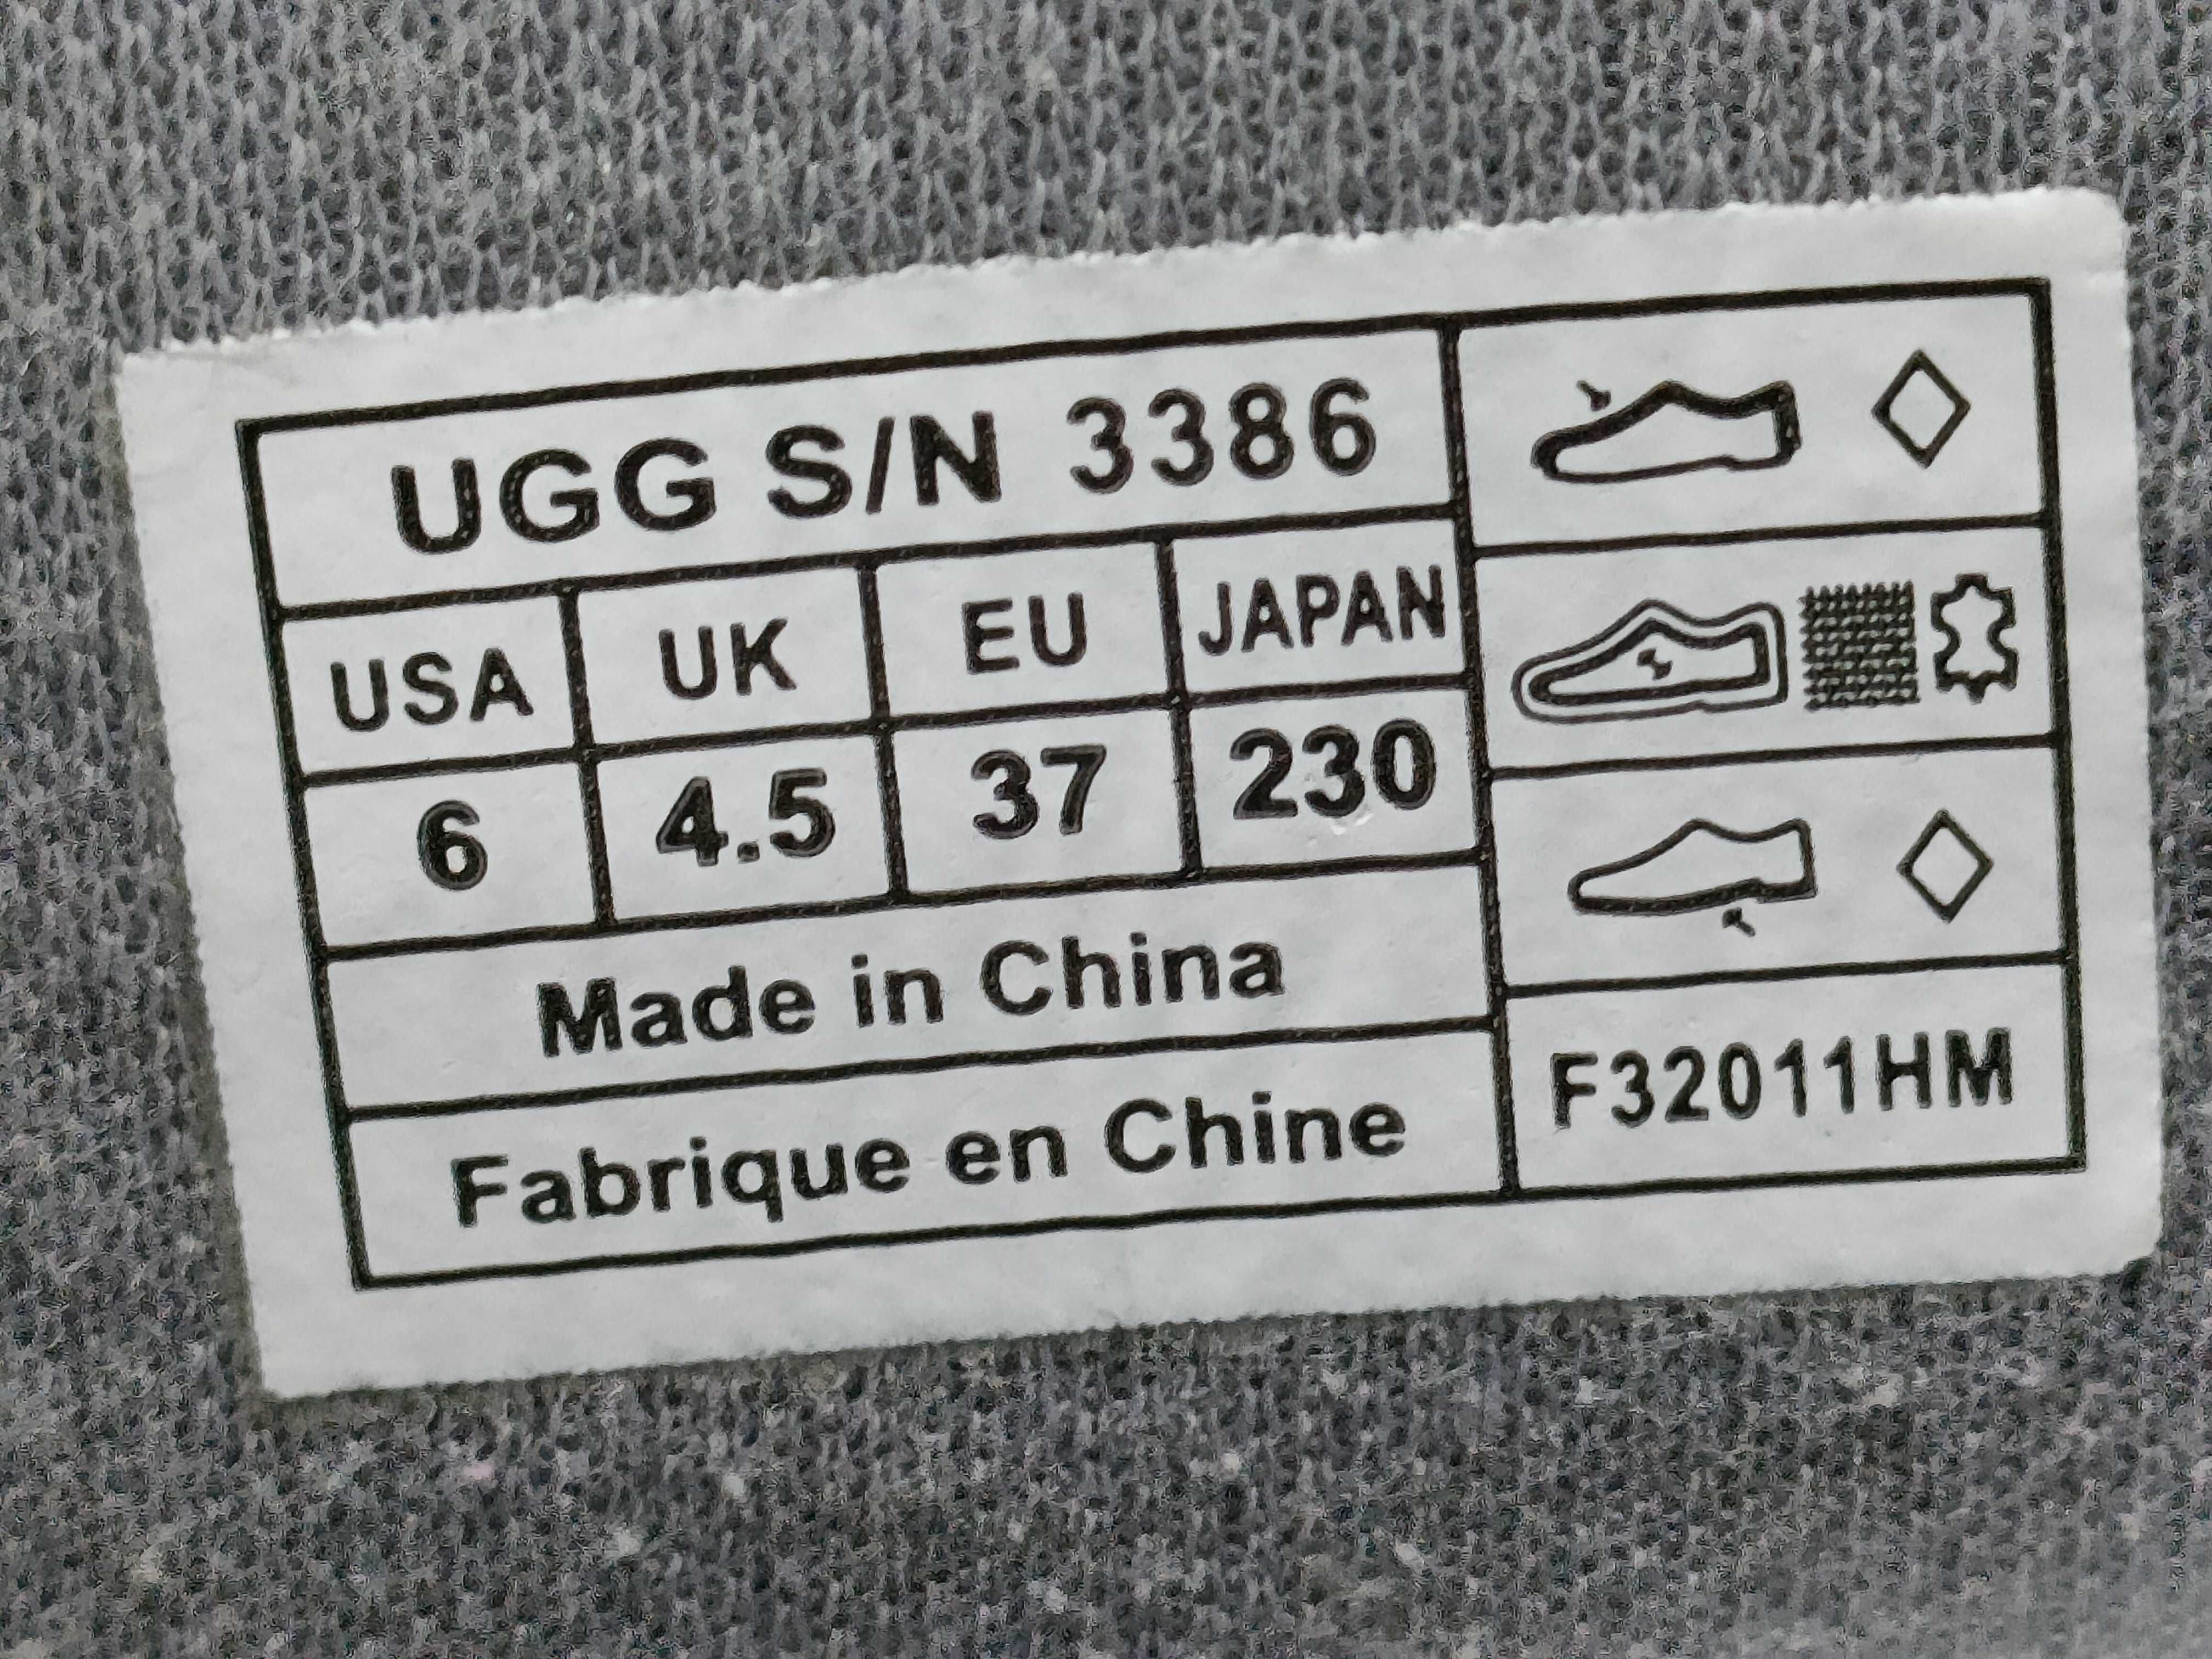 UGG S/N 3386
USA UK EU JAPAN
6 4.5 37 230
Made in China
Fabrique en Chine
F32011HM